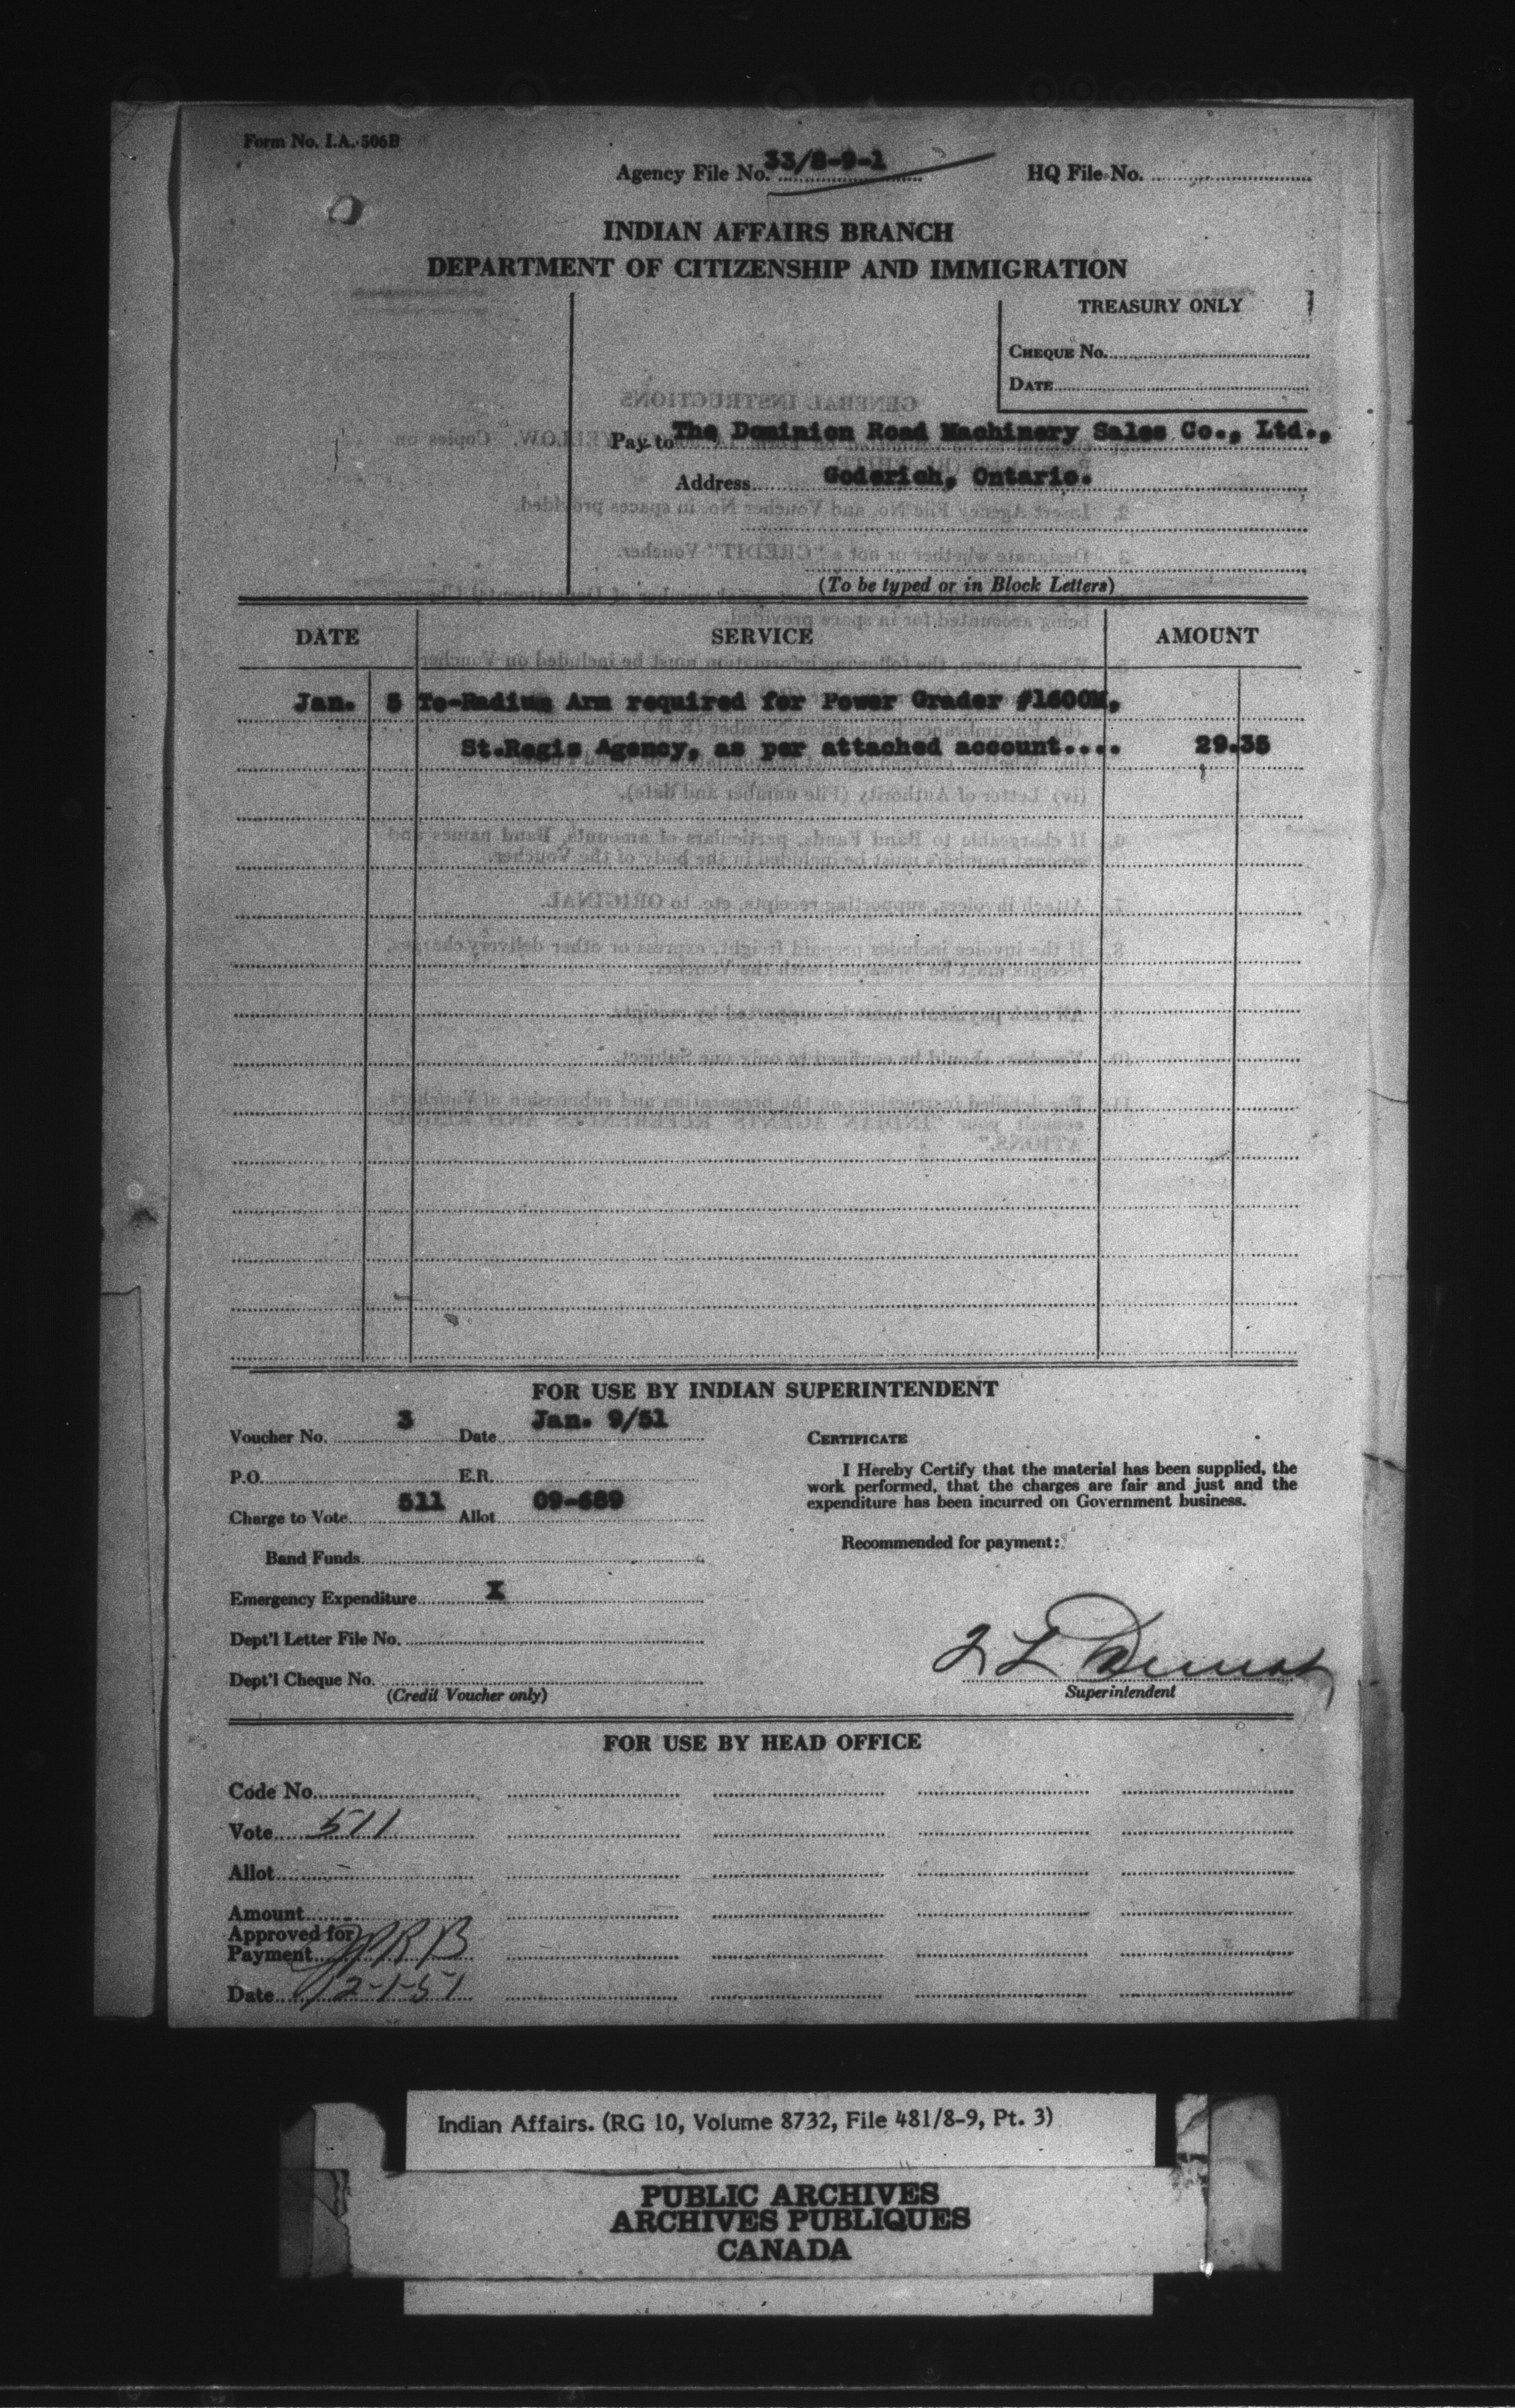 Form No. I.A. 506B
Agency File No. 33/8-9-1 HQ File No.
INDIAN AFFAIRS BRANCH
DEPARTMENT OF CITIZENSHIP AND IMMIGRATION
TREASURY ONLY
CHEQUE No.
DATE
Pay to The Dominion Road Machinery Sales Co., Ltd.,
Address Goderich, Ontario.
(To be typed or in Block Letters)
DATE SERVICE AMOUNT
Jan. 5 To-Radius Arm required for Power Grader #1600M,
St.Regis Agency, as per attached account.... 29.35
FOR USE BY INDIAN SUPERINTENDENT
Voucher No. 3 Date Jan. 9/51
P.O. E.R.
Charge to Vote 511 Allot 09-689
Band Funds
Emergency Expenditure X
Dept'l Letter File No.
Dept'l Cheque No.
(Credit Voucher only)
CERTIFICATE
I Hereby Certify that the material has been supplied, the
work performed, that the charges are fair and just and the
expenditure has been incurred on Government business.
Recommended for payment:
Superintendent
FOR USE BY HEAD OFFICE
Code No.
Vote 511
Allot
Amount
Approved for
Payment
Date 12-1-51
Indian Affairs. (RG 10, Volume 8732, File 481/8-9, Pt. 3)
PUBLIC ARCHIVES
ARCHIVES PUBLIQUES
CANADA